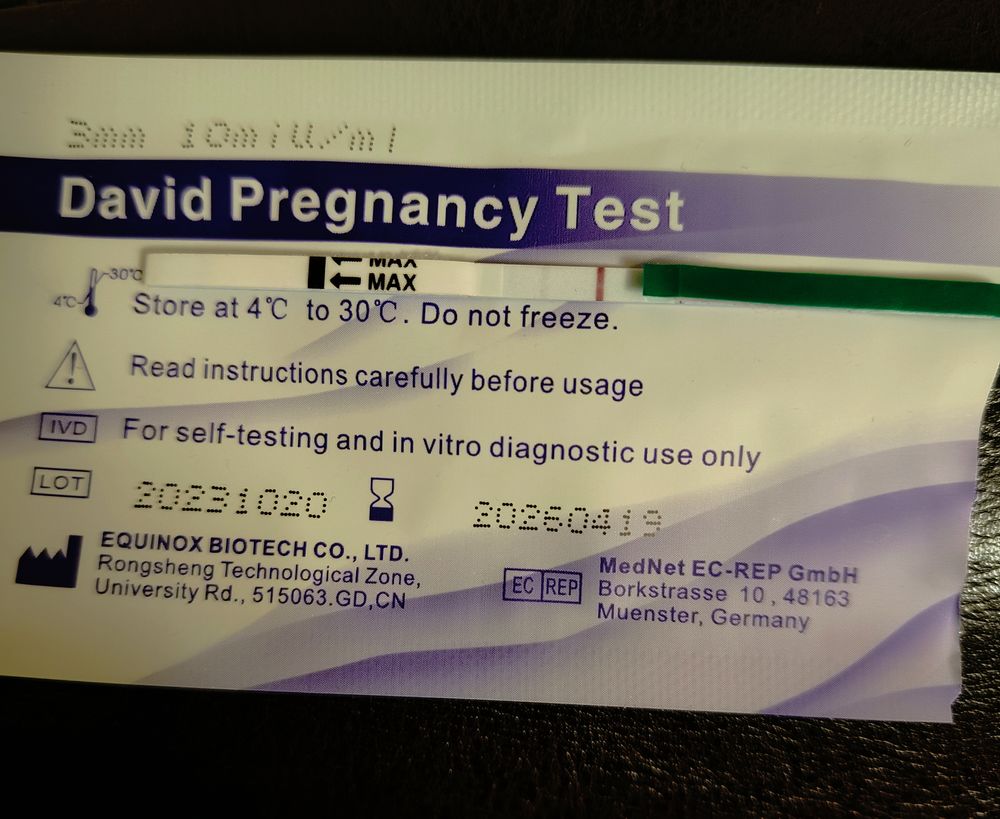 3mm 10miU/ml
David Pregnancy Test
MAX
MAX
30℃
4℃
Store at 4℃ to 30℃. Do not freeze.
Read instructions carefully before usage
IVD
For self-testing and in vitro diagnostic use only
LOT
20231020
20260419
EQUINOX BIOTECH CO., LTD.
Rongsheng Technological Zone,
University Rd., 515063.GD,CN
EC REP
MedNet EC-REP GmbH
Borkstrasse 10, 48163
Muenster, Germany